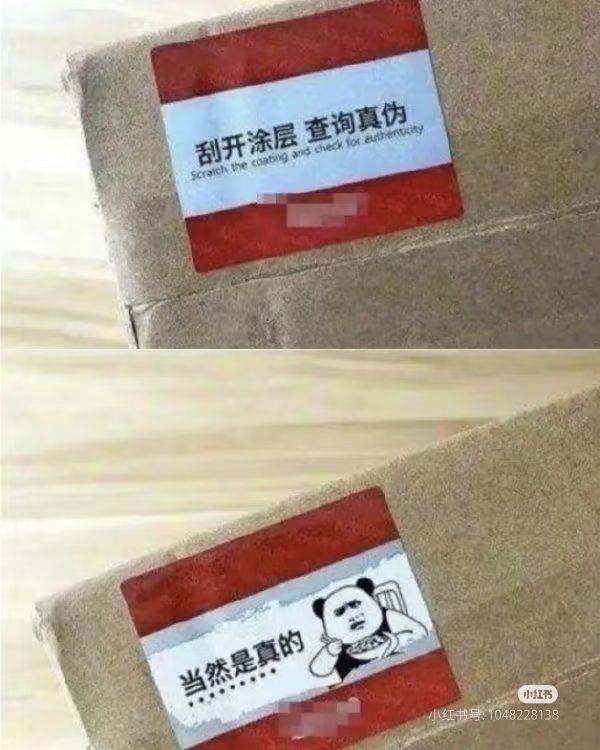 刮开涂层 查询真伪
Scratch the coating and check for authenticity
当然是真的
小红书
小红书号: 1048228138